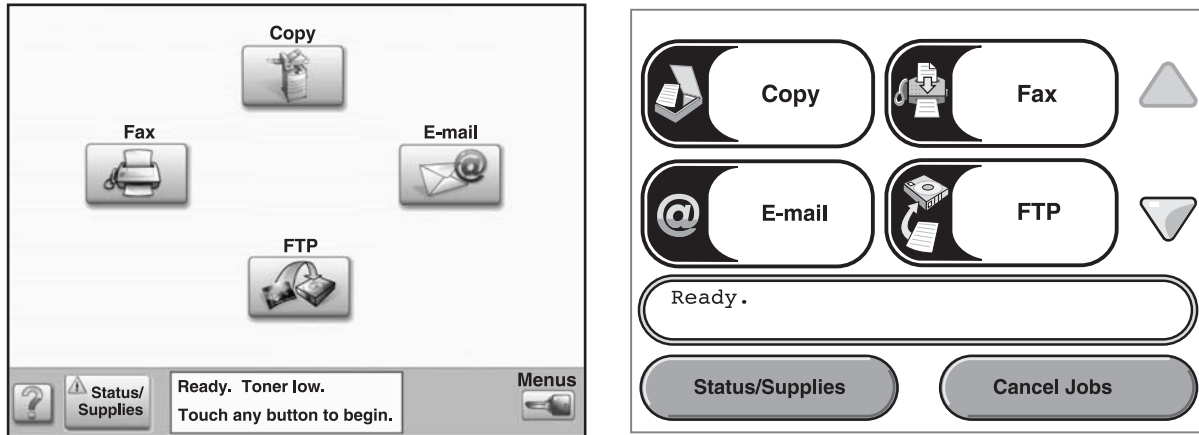 Copy
Fax
E-mail
FTP
?
Status/
Supplies
Ready. Toner low.
Touch any button to begin.
Menus
Copy
Fax
@
E-mail
FTP
Ready.
Status/Supplies
Cancel Jobs